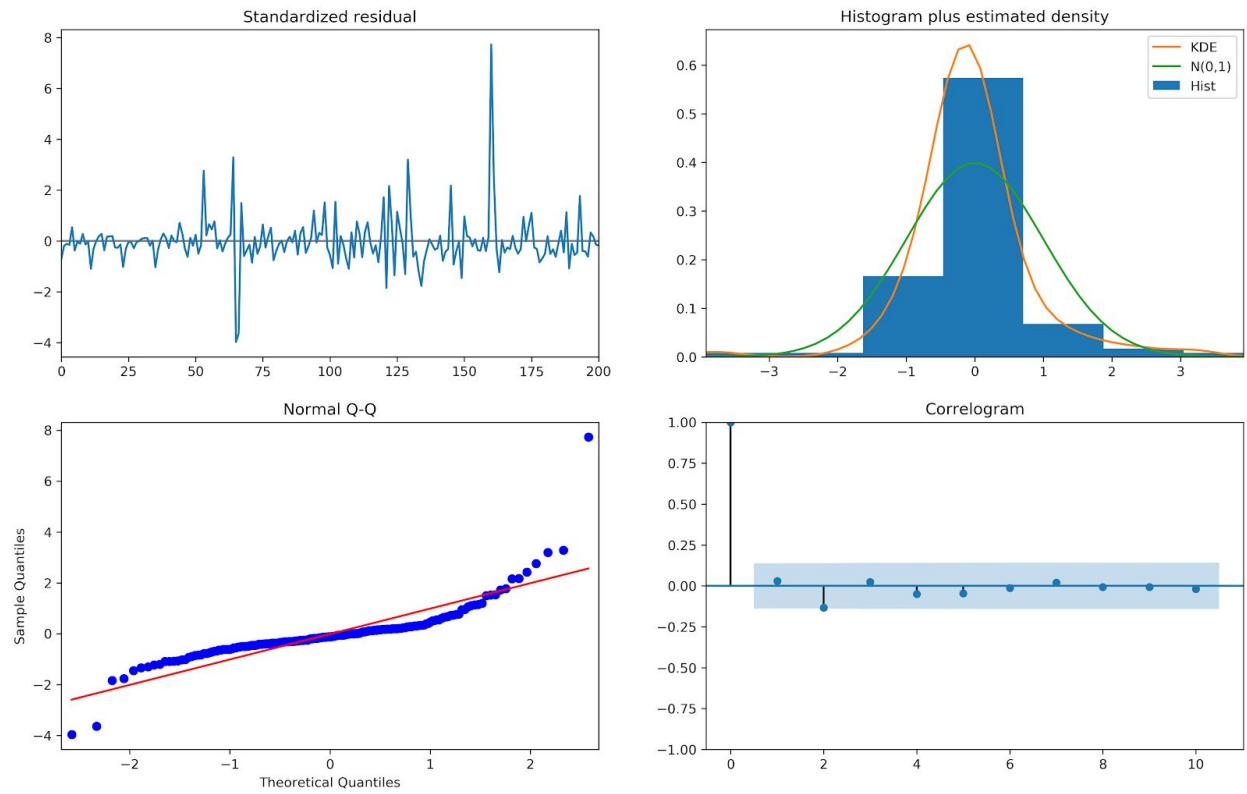 Standardized residual
8
6
4
2
0
−2
−4
0 25 50 75 100 125 150 175 200
Histogram plus estimated density
KDE
N(0,1)
Hist
0.6
0.5
0.4
0.3
0.2
0.1
0.0
−3 −2 −1 0 1 2 3
Normal Q-Q
Sample Quantiles
8
6
4
2
0
−2
−4
−2 −1 0 1 2
Theoretical Quantiles
Correlogram
1.00
0.75
0.50
0.25
0.00
−0.25
−0.50
−0.75
−1.00
0 2 4 6 8 10